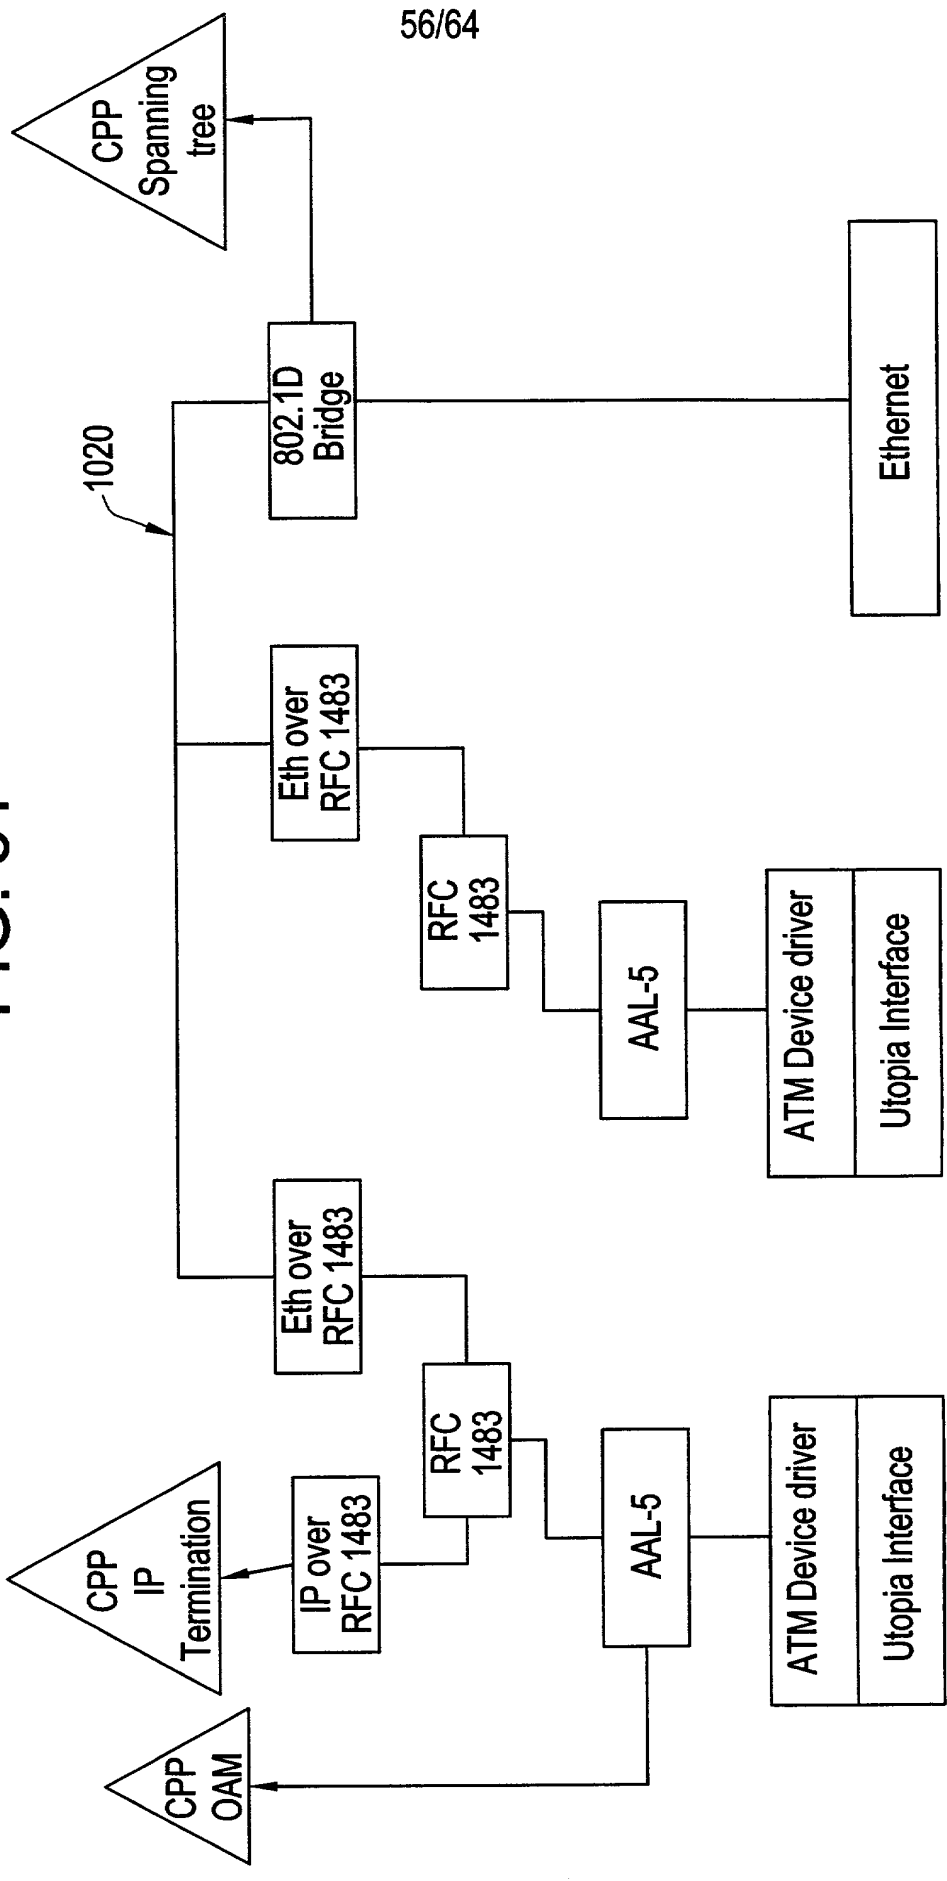 56/64
CPP
Spanning
tree
1020
802.1D
Bridge
Ethernet
Eth over
RFC 1483
RFC
1483
AAL-5
ATM Device driver
Utopia Interface
Eth over
RFC 1483
RFC
1483
CPP
IP
Termination
IP over
RFC 1483
AAL-5
ATM Device driver
Utopia Interface
CPP
OAM